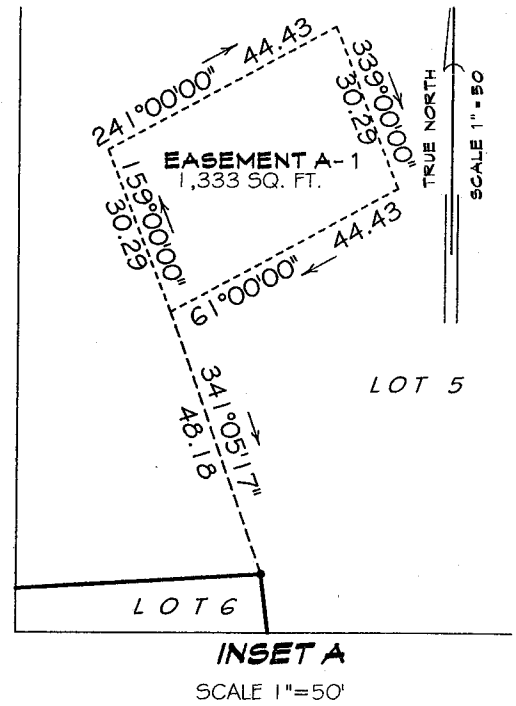 241°00'00" 44.43
339°00'00"
30.29
TRUE NORTH
SCALE 1" = 50
EASEMENT A-1
1,333 SQ. FT.
159°00'00"
30.29
61°00'00" 44.43
LOT 5
341°05'17"
48.18
LOT 6
INSET A
SCALE 1"=50'